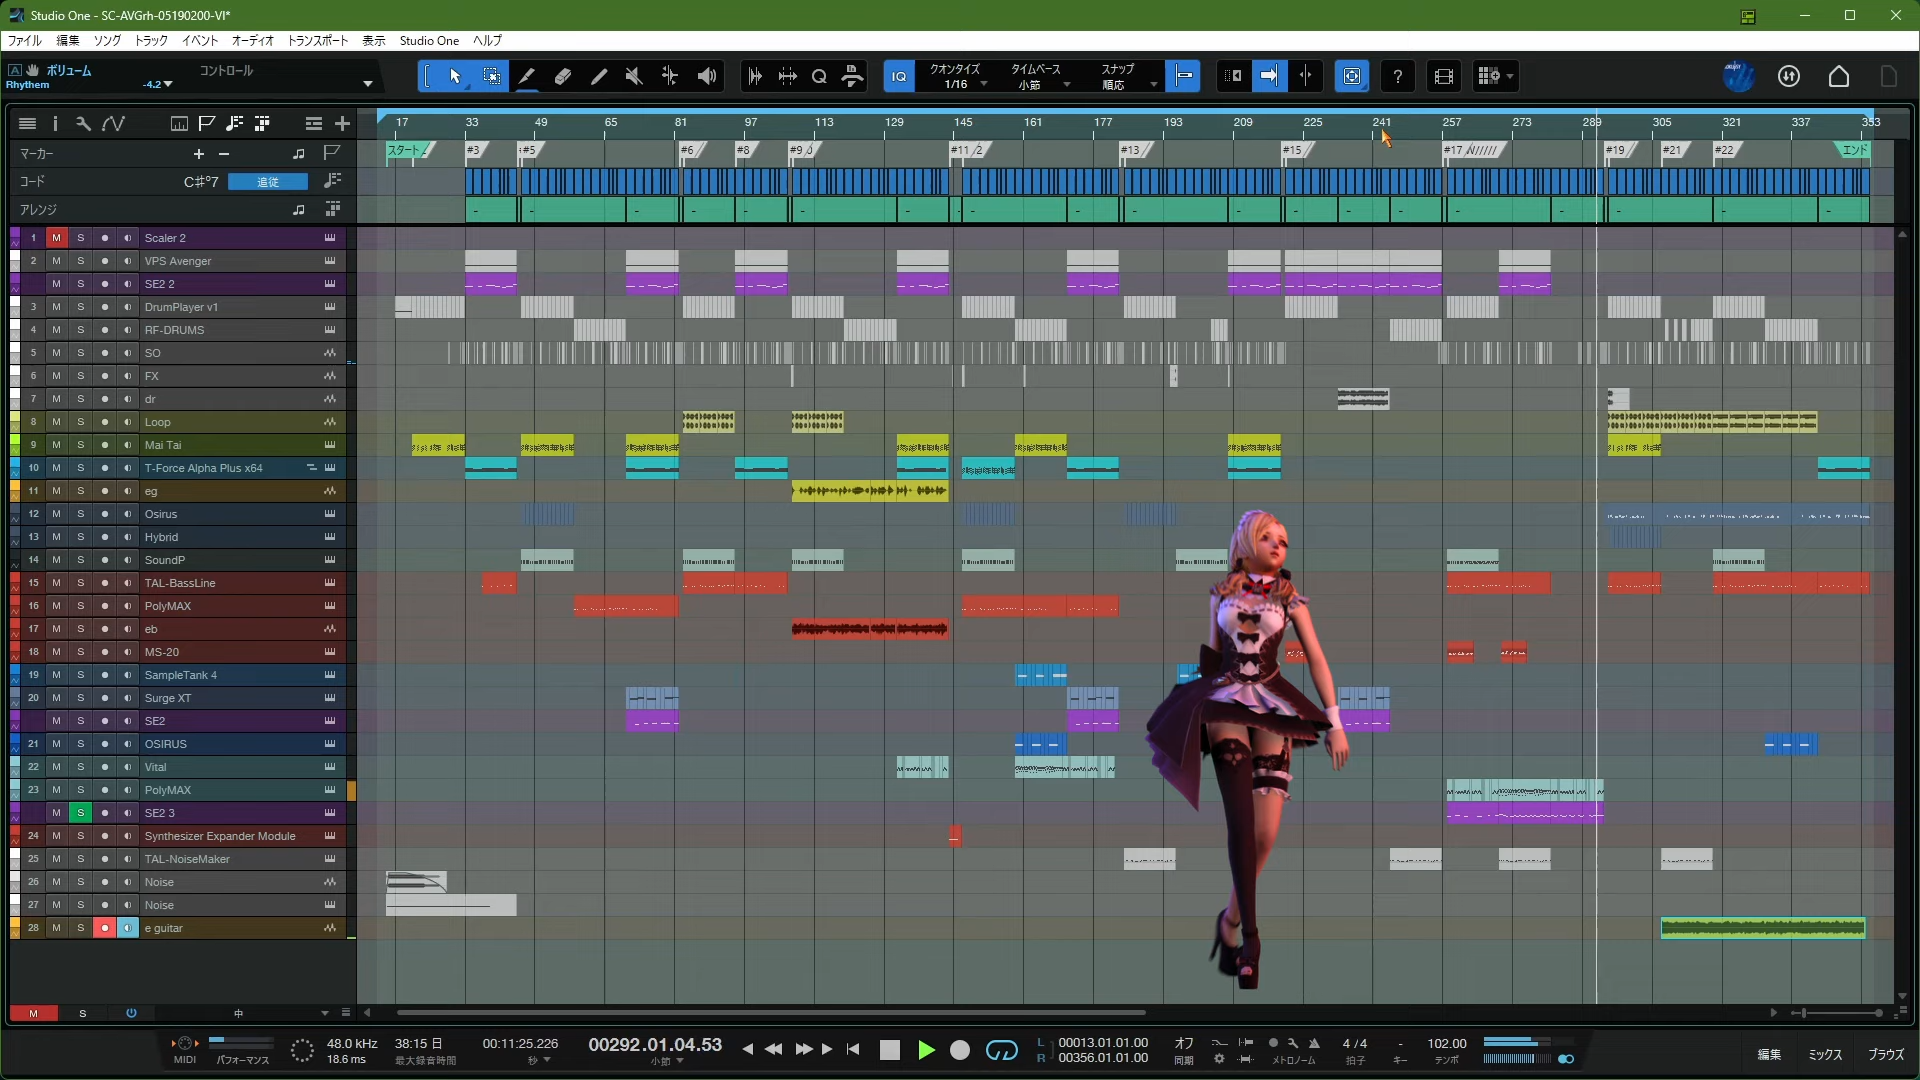 Studio One - SC-AVGrh-05190200-VI*
ファイル 編集 ソング トラック イベント オーディオ トランスポート 表示 Studio One ヘルプ
A ボリューム コントロール
Rhythem -4.2
IQ クオンタイズ タイムベース スナップ
1/16 小節 順応
?
17 33 49 65 81 97 113 129 145 161 177 193 209 225 241 257 273 289 305 321 337 353
マーカー + −
スタート #3 #5 #6 #8 #9 #11 #13 #15 #17 #19 #21 #22 エンド
コード C♯°7 追従
アレンジ
1 M S Scaler 2
2 M S VPS Avenger
M S SE2 2
3 M S DrumPlayer v1
4 M S RF-DRUMS
5 M S SO
6 M S FX
7 M S dr
8 M S Loop
9 M S Mai Tai
10 M S T-Force Alpha Plus x64
11 M S eg
12 M S Osirus
13 M S Hybrid
14 M S SoundP
15 M S TAL-BassLine
16 M S PolyMAX
17 M S eb
18 M S MS-20
19 M S SampleTank 4
20 M S Surge XT
M S SE2
21 M S OSIRUS
22 M S Vital
23 M S PolyMAX
M S SE2 3
24 M S Synthesizer Expander Module
25 M S TAL-NoiseMaker
26 M S Noise
27 M S Noise
28 M S e guitar
M S 中
MIDI パフォーマンス
48.0 kHz
18.6 ms
38:15 日
最大録音時間
00:11:25.226
秒
00292.01.04.53
小節
L 00013.01.01.00
R 00356.01.01.00
オフ
同期
メトロノーム
4 / 4
拍子
-
キー
102.00
テンポ
編集 ミックス ブラウズ